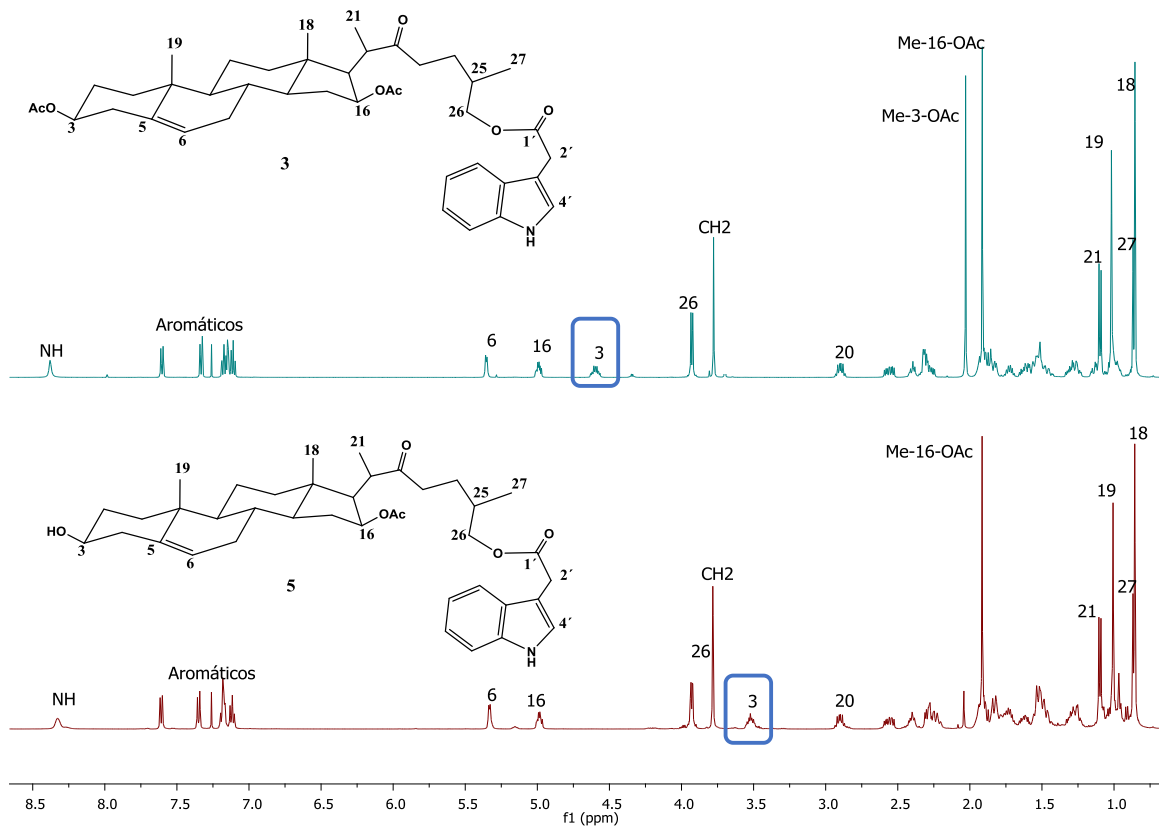 21
O
18
Me-16-OAc
19
27
25
18
OAc
Me-3-OAc
AcO
16
26
O
3
5
O
1´
19
6
2´
3
4´
N
H
CH2
27
21
26
Aromáticos
6
NH
16
3
20
21
O
18
18
Me-16-OAc
19
27
25
19
OAc
HO
16
26
O
3
5
O
1´
6
CH2
2´
27
5
4´
21
N
H
26
Aromáticos
NH
6
16
3
20
8.5 8.0 7.5 7.0 6.5 6.0 5.5 5.0 4.5 4.0 3.5 3.0 2.5 2.0 1.5 1.0
f1 (ppm)